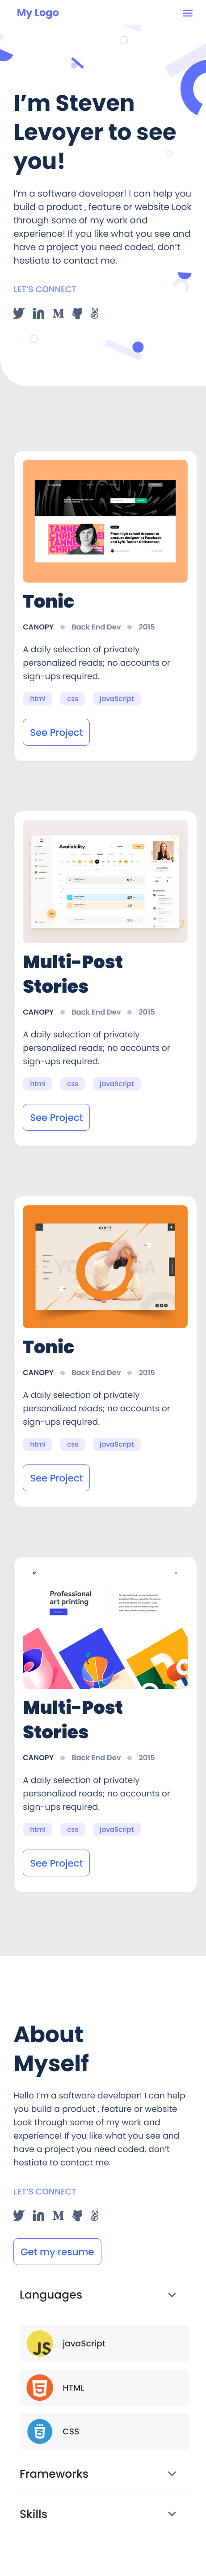 My Logo
I’m Steven
Levoyer to see
you!
I’m a software developer! I can help you
build a product , feature or website Look
through some of my work and
experience! If you like what you see and
have a project you need coded, don’t
hestiate to contact me.
LET’S CONNECT
Tonic
CANOPY Back End Dev 2015
A daily selection of privately
personalized reads; no accounts or
sign-ups required.
html css javaScript
See Project
Availability
Multi-Post
Stories
CANOPY Back End Dev 2015
A daily selection of privately
personalized reads; no accounts or
sign-ups required.
html css javaScript
See Project
Tonic
CANOPY Back End Dev 2015
A daily selection of privately
personalized reads; no accounts or
sign-ups required.
html css javaScript
See Project
Professional
art printing
Multi-Post
Stories
CANOPY Back End Dev 2015
A daily selection of privately
personalized reads; no accounts or
sign-ups required.
html css javaScript
See Project
About
Myself
Hello I’m a software developer! I can help
you build a product , feature or website
Look through some of my work and
experience! If you like what you see and
have a project you need coded, don’t
hestiate to contact me.
LET’S CONNECT
Get my resume
Languages
JS javaScript
HTML
CSS
Frameworks
Skills